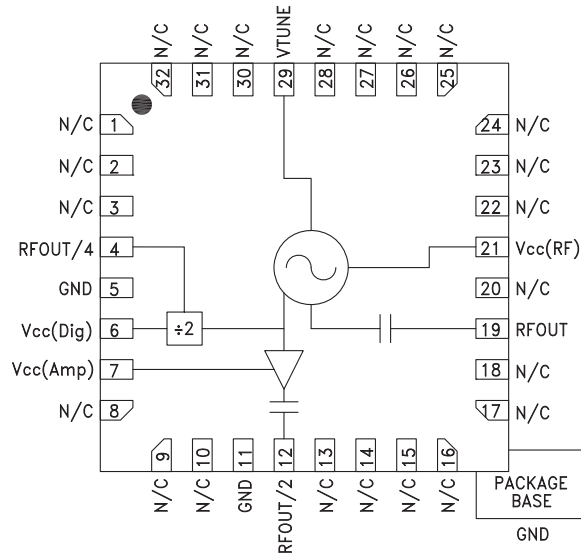 N/C N/C N/C VTUNE N/C N/C N/C N/C
32 31 30 29 28 27 26 25
N/C 1
24 N/C
N/C 2
23 N/C
N/C 3
22 N/C
RFOUT/4 4
21 Vcc(RF)
GND 5
20 N/C
Vcc(Dig) 6
÷2
19 RFOUT
Vcc(Amp) 7
18 N/C
N/C 8
17 N/C
9 10 11 12 13 14 15 16
N/C N/C GND RFOUT/2 N/C N/C N/C N/C
PACKAGE
BASE
GND